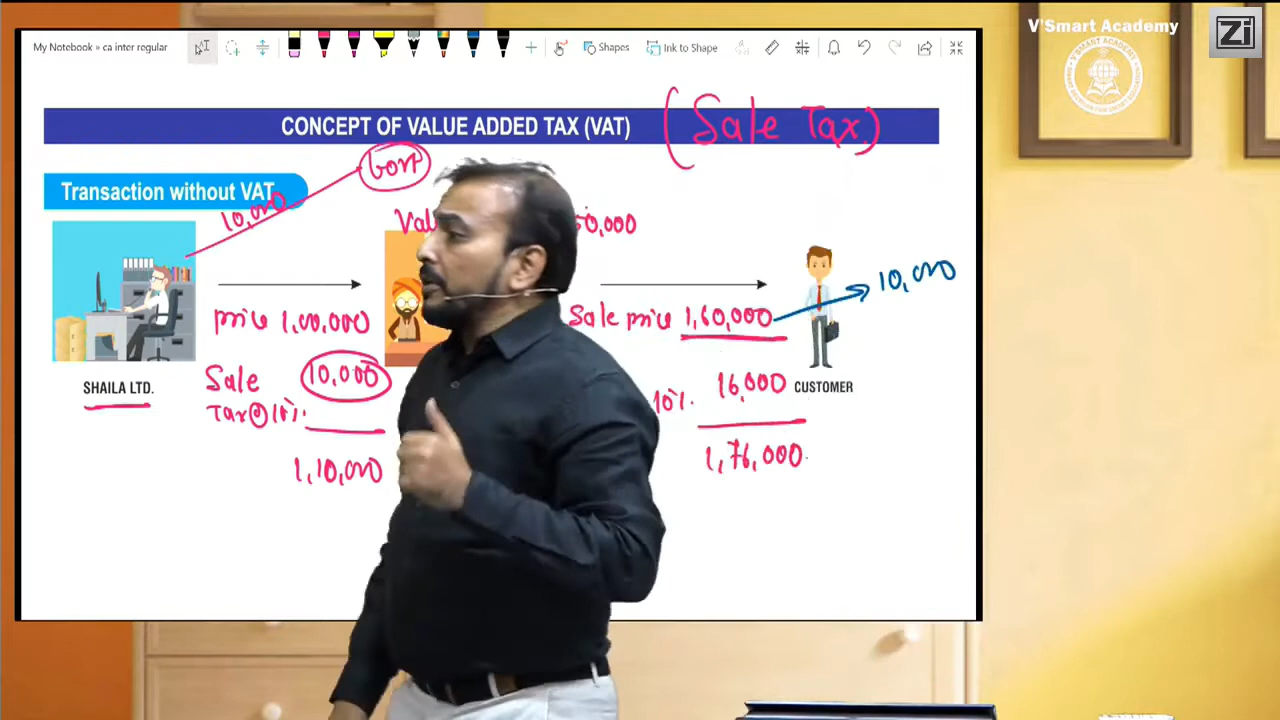 V'Smart Academy
Zi
My Notebook » ca inter regular
Shapes
Ink to Shape
CONCEPT OF VALUE ADDED TAX (VAT) (Sale Tax)
Transaction without VAT
Govt
10,000
50,000
10,000
price 1,00,000
Sale price 1,60,000
Sale 10,000
Tax@10%.
10%. 16,000
SHAILA LTD.
CUSTOMER
1,10,000
1,76,000